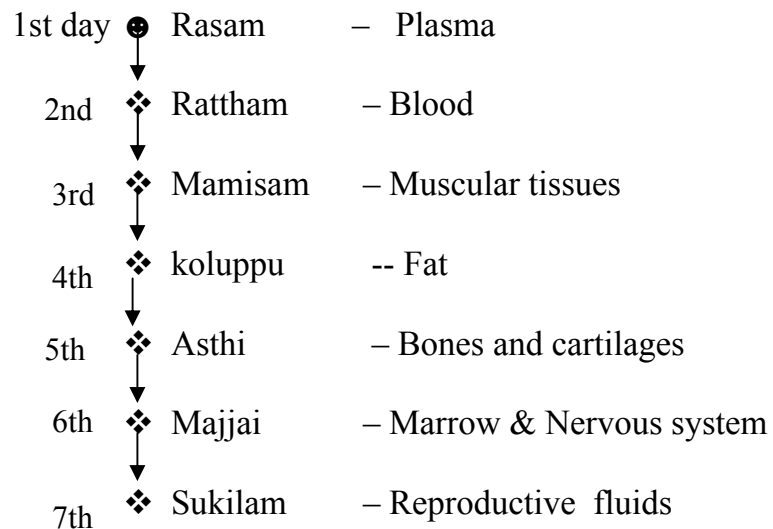 1st day ☻ Rasam – Plasma
2nd ❖ Rattham – Blood
3rd ❖ Mamisam – Muscular tissues
4th ❖ koluppu -- Fat
5th ❖ Asthi – Bones and cartilages
6th ❖ Majjai – Marrow & Nervous system
7th ❖ Sukilam – Reproductive fluids